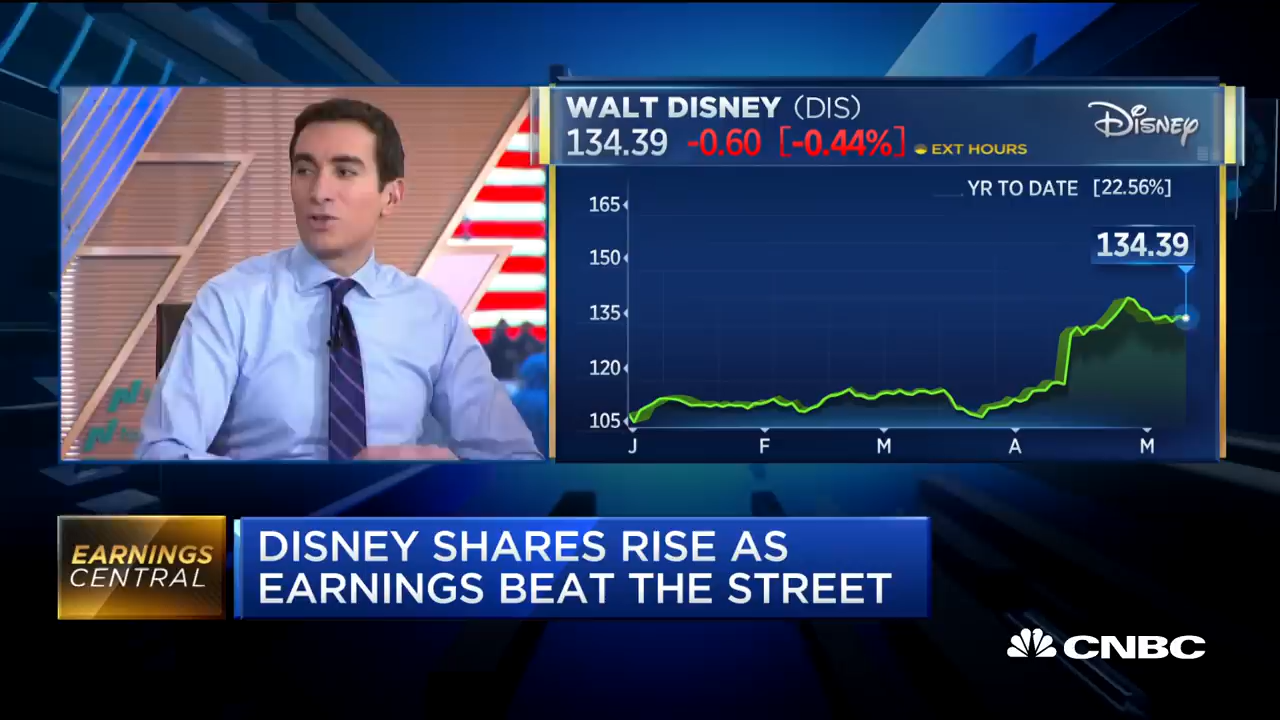 WALT DISNEY (DIS)
134.39 -0.60 [-0.44%] EXT HOURS
DISNEY
YR TO DATE [22.56%]
134.39
165
150
135
120
105
J F M A M
EARNINGS
CENTRAL
DISNEY SHARES RISE AS
EARNINGS BEAT THE STREET
CNBC